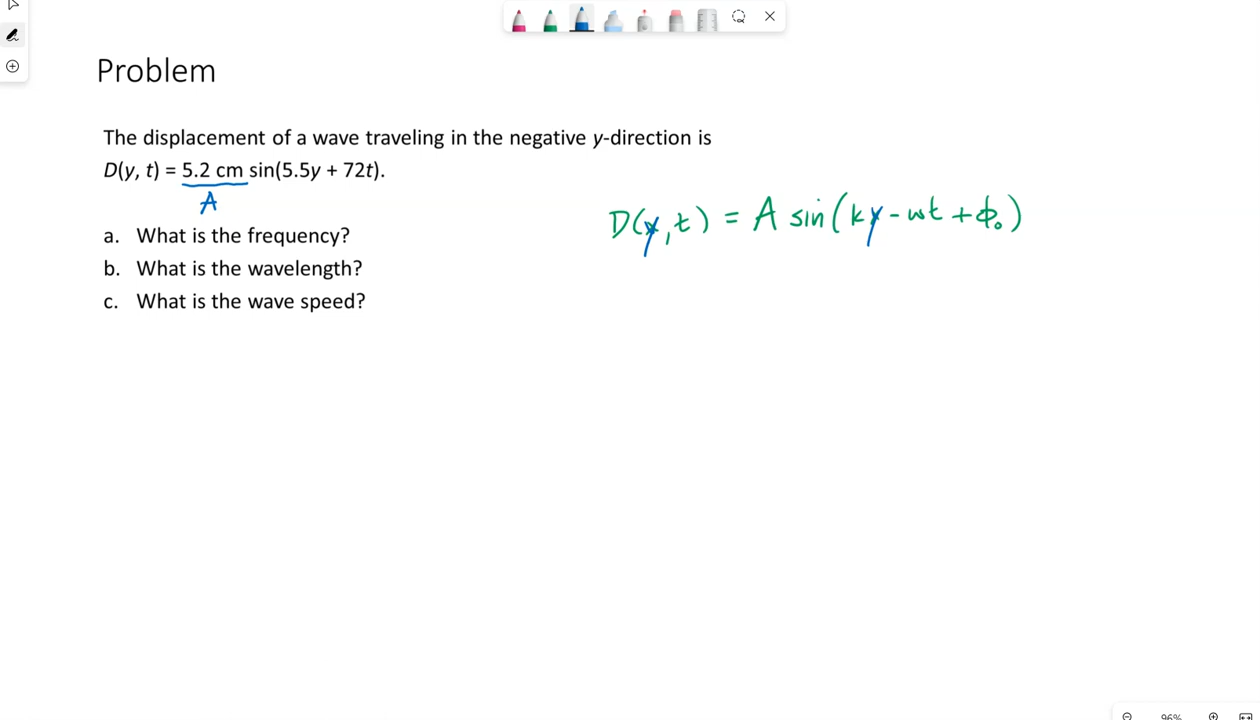 Problem
The displacement of a wave traveling in the negative y-direction is
D(y, t) = 5.2 cm sin(5.5y + 72t).
A
D(y, t) = A sin(ky - ωt + ϕ₀)
a. What is the frequency?
b. What is the wavelength?
c. What is the wave speed?
96%